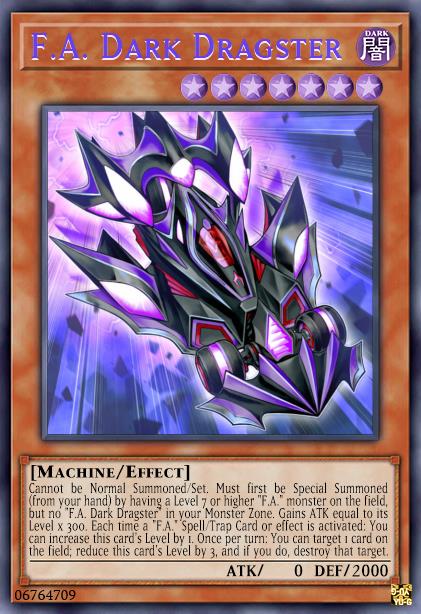 F.A. Dark Dragster
DARK
闇
[Machine/Effect]
Cannot be Normal Summoned/Set. Must first be Special Summoned
(from your hand) by having a Level 7 or higher "F.A." monster on the field,
but no "F.A. Dark Dragster" in your Monster Zone. Gains ATK equal to its
Level x 300. Each time a "F.A." Spell/Trap Card or effect is activated: You
can increase this card's Level by 1. Once per turn: You can target 1 card
on the field; reduce this card's Level by 3, and if you do, destroy that target.
ATK/ 0 DEF/2000
06764709